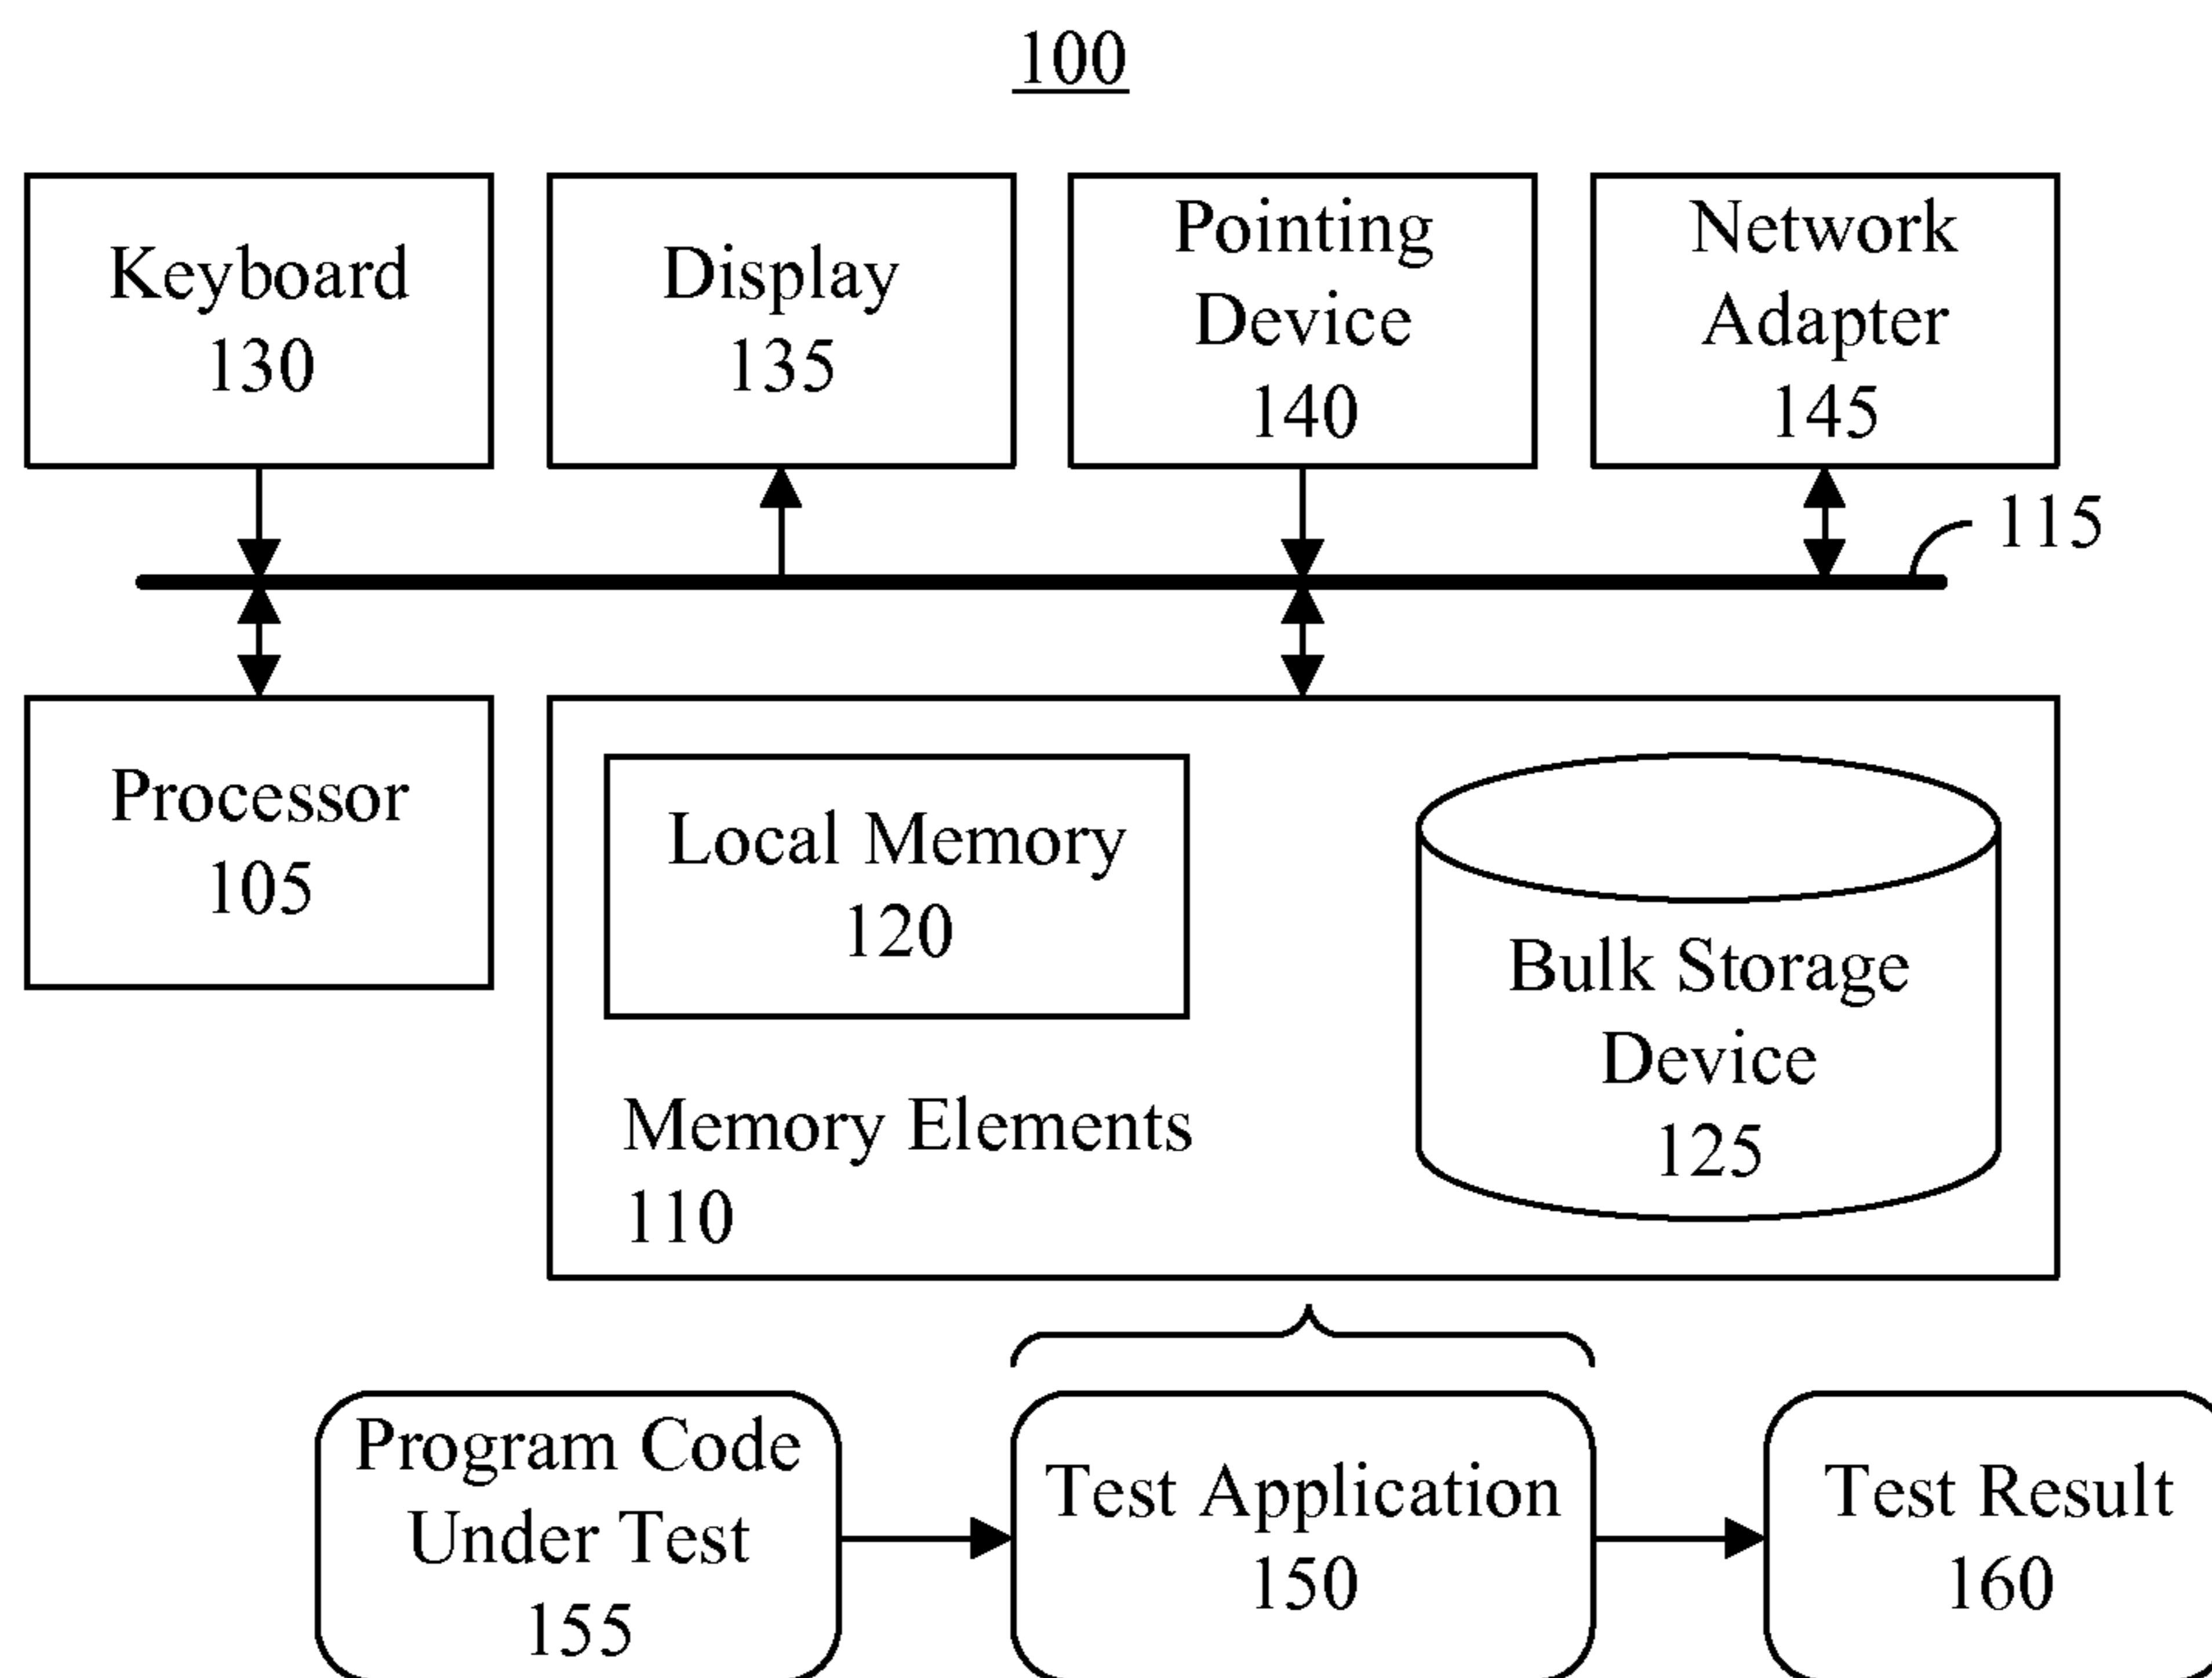 100
Keyboard
130
Display
135
Pointing
Device
140
Network
Adapter
145
115
Processor
105
Local Memory
120
Memory Elements
110
Bulk Storage
Device
125
Program Code
Under Test
155
Test Application
150
Test Result
160